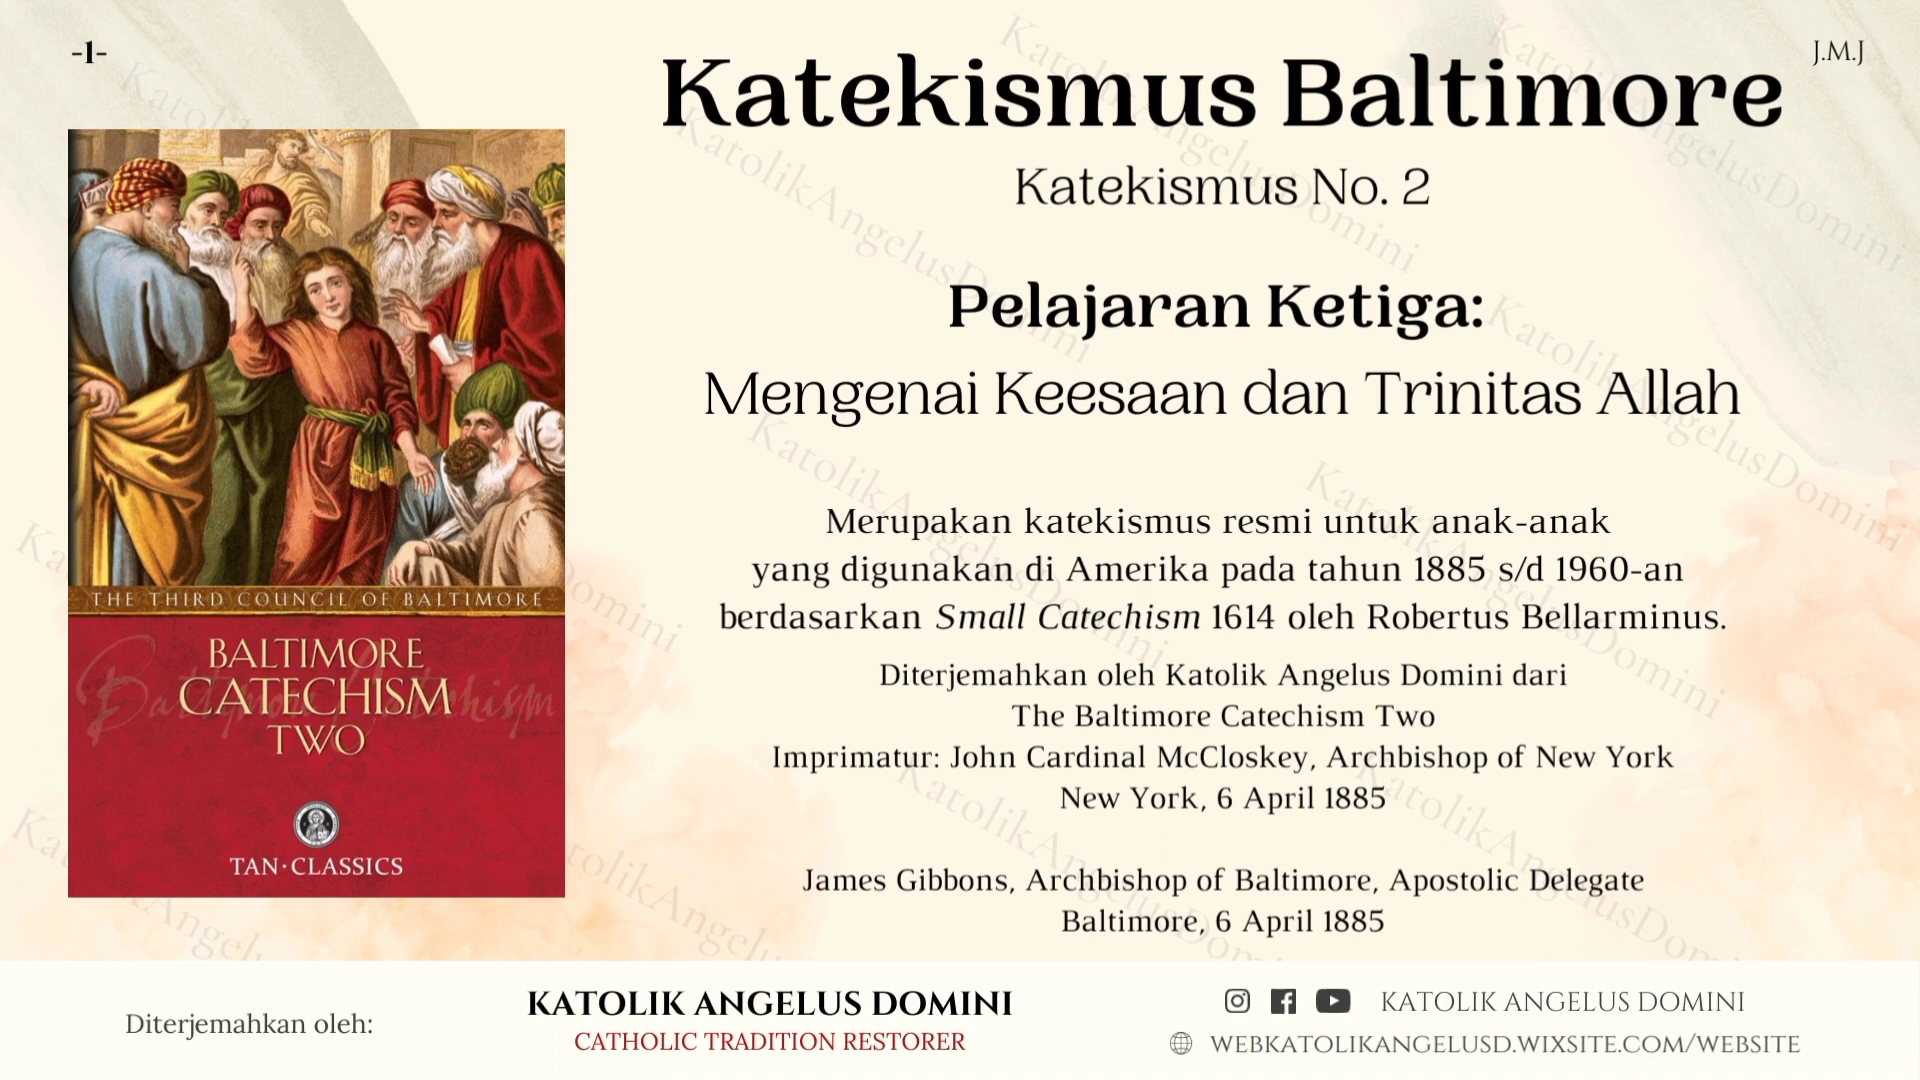 -1-
J.M.J
Katekismus Baltimore
Katekismus No. 2
Pelajaran Ketiga:
Mengenai Keesaan dan Trinitas Allah
Merupakan katekismus resmi untuk anak-anak
yang digunakan di Amerika pada tahun 1885 s/d 1960-an
berdasarkan Small Catechism 1614 oleh Robertus Bellarminus.
Diterjemahkan oleh Katolik Angelus Domini dari
The Baltimore Catechism Two
Imprimatur: John Cardinal McCloskey, Archbishop of New York
New York, 6 April 1885
James Gibbons, Archbishop of Baltimore, Apostolic Delegate
Baltimore, 6 April 1885
THE THIRD COUNCIL OF BALTIMORE
Baltimore Catechism
BALTIMORE
CATECHISM
TWO
TAN·CLASSICS
Diterjemahkan oleh:
KATOLIK ANGELUS DOMINI
CATHOLIC TRADITION RESTORER
KATOLIK ANGELUS DOMINI
WEBKATOLIKANGELUSD.WIXSITE.COM/WEBSITE
KatolikAngelusDomini